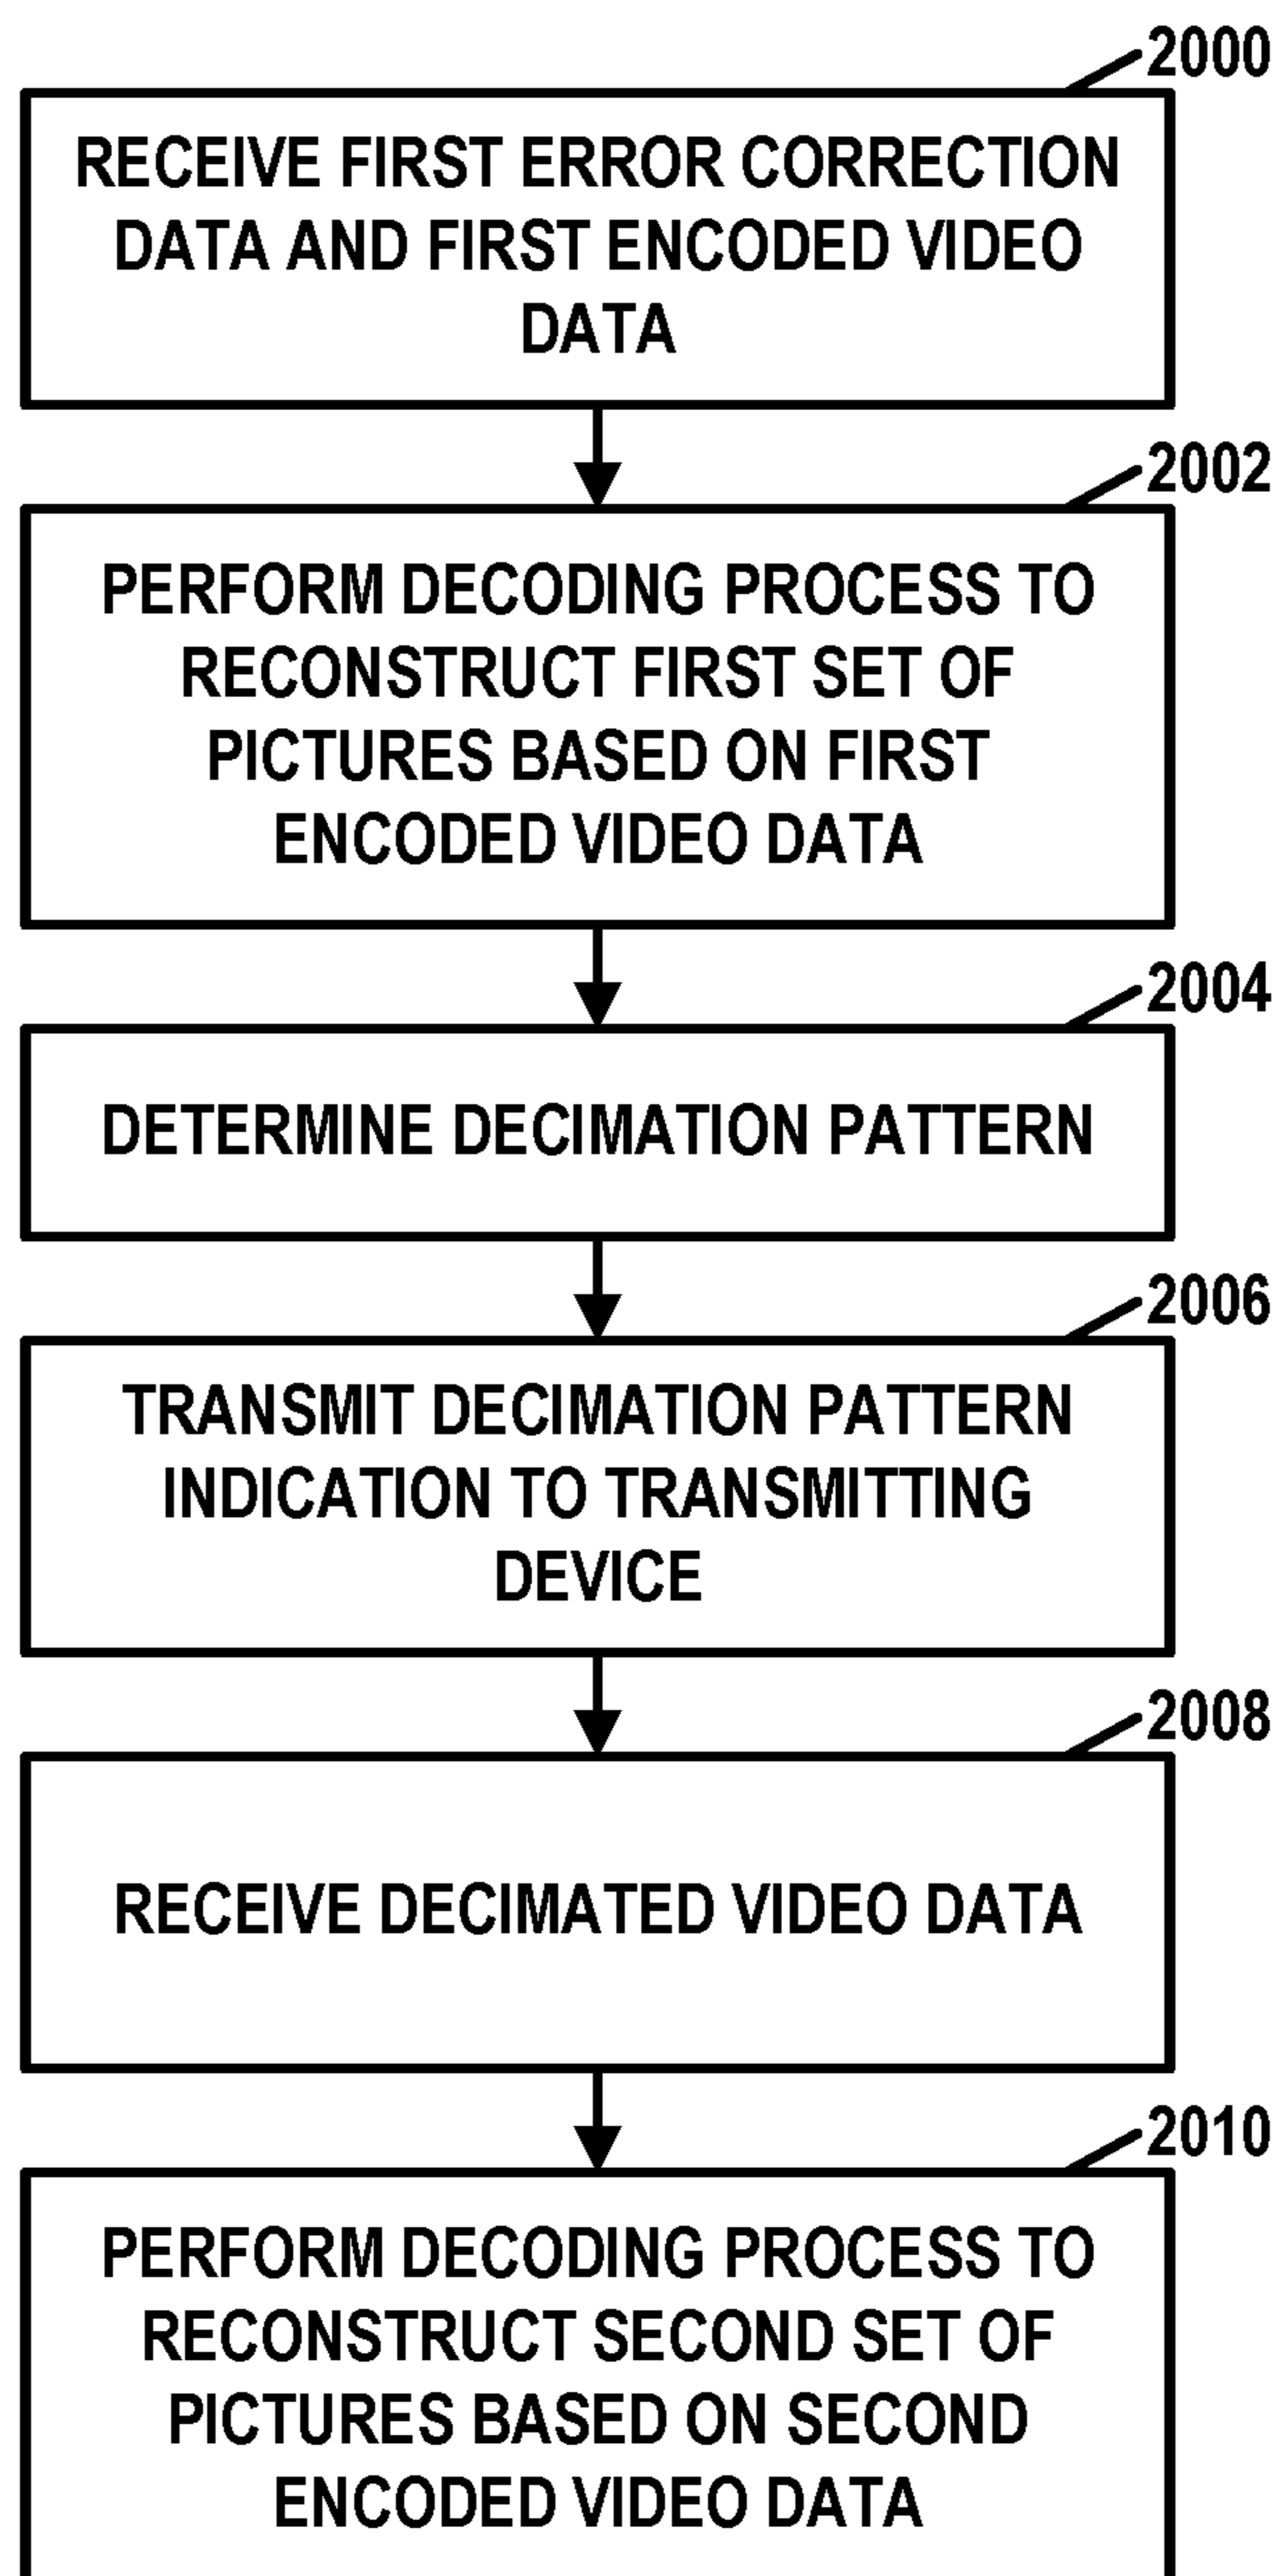 2000
RECEIVE FIRST ERROR CORRECTION
DATA AND FIRST ENCODED VIDEO
DATA
2002
PERFORM DECODING PROCESS TO
RECONSTRUCT FIRST SET OF
PICTURES BASED ON FIRST
ENCODED VIDEO DATA
2004
DETERMINE DECIMATION PATTERN
2006
TRANSMIT DECIMATION PATTERN
INDICATION TO TRANSMITTING
DEVICE
2008
RECEIVE DECIMATED VIDEO DATA
2010
PERFORM DECODING PROCESS TO
RECONSTRUCT SECOND SET OF
PICTURES BASED ON SECOND
ENCODED VIDEO DATA